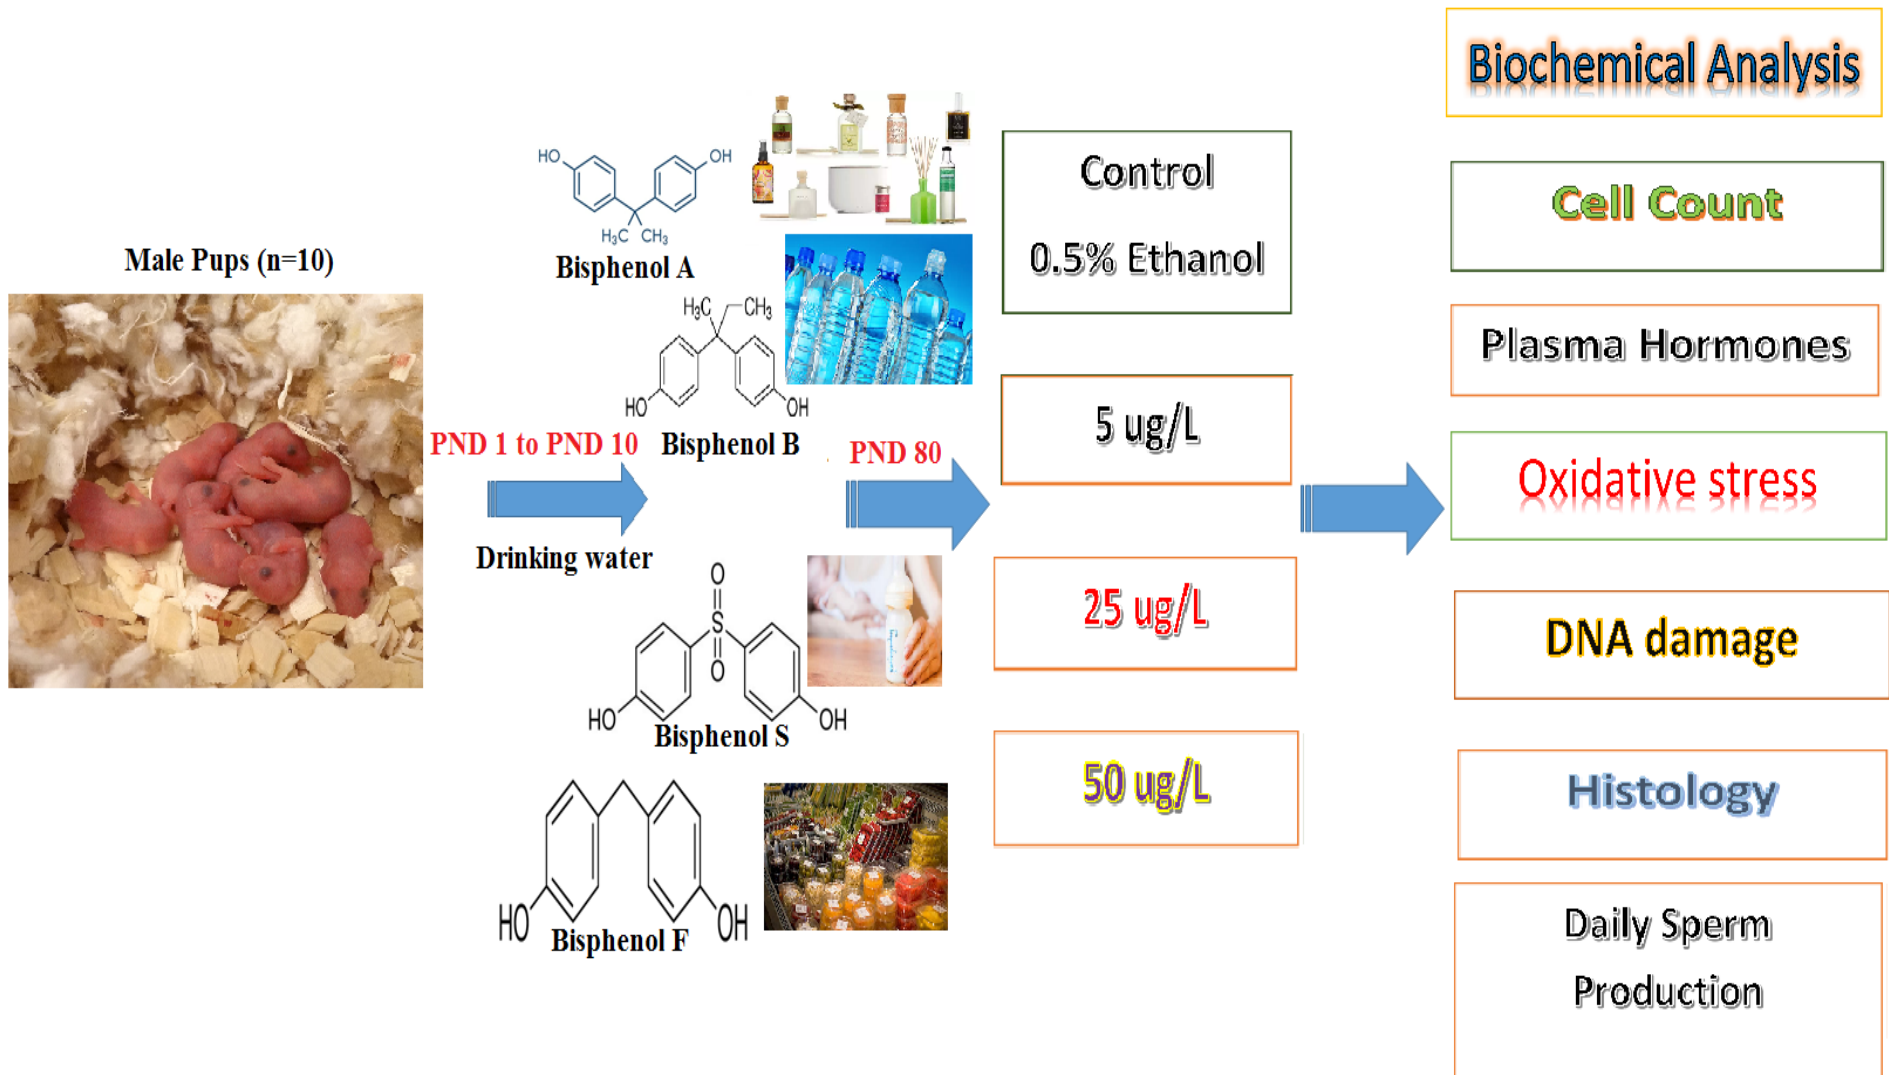 Male Pups (n=10)
PND 1 to PND 10
Drinking water
HO
OH
H₃C CH₃
Bisphenol A
H₃C
CH₃
HO
OH
Bisphenol B
O
S
O
HO
OH
Bisphenol S
HO
OH
Bisphenol F
PND 80
Control
0.5% Ethanol
5 ug/L
25 ug/L
50 ug/L
Biochemical Analysis
Cell Count
Plasma Hormones
Oxidative stress
DNA damage
Histology
Daily Sperm
Production